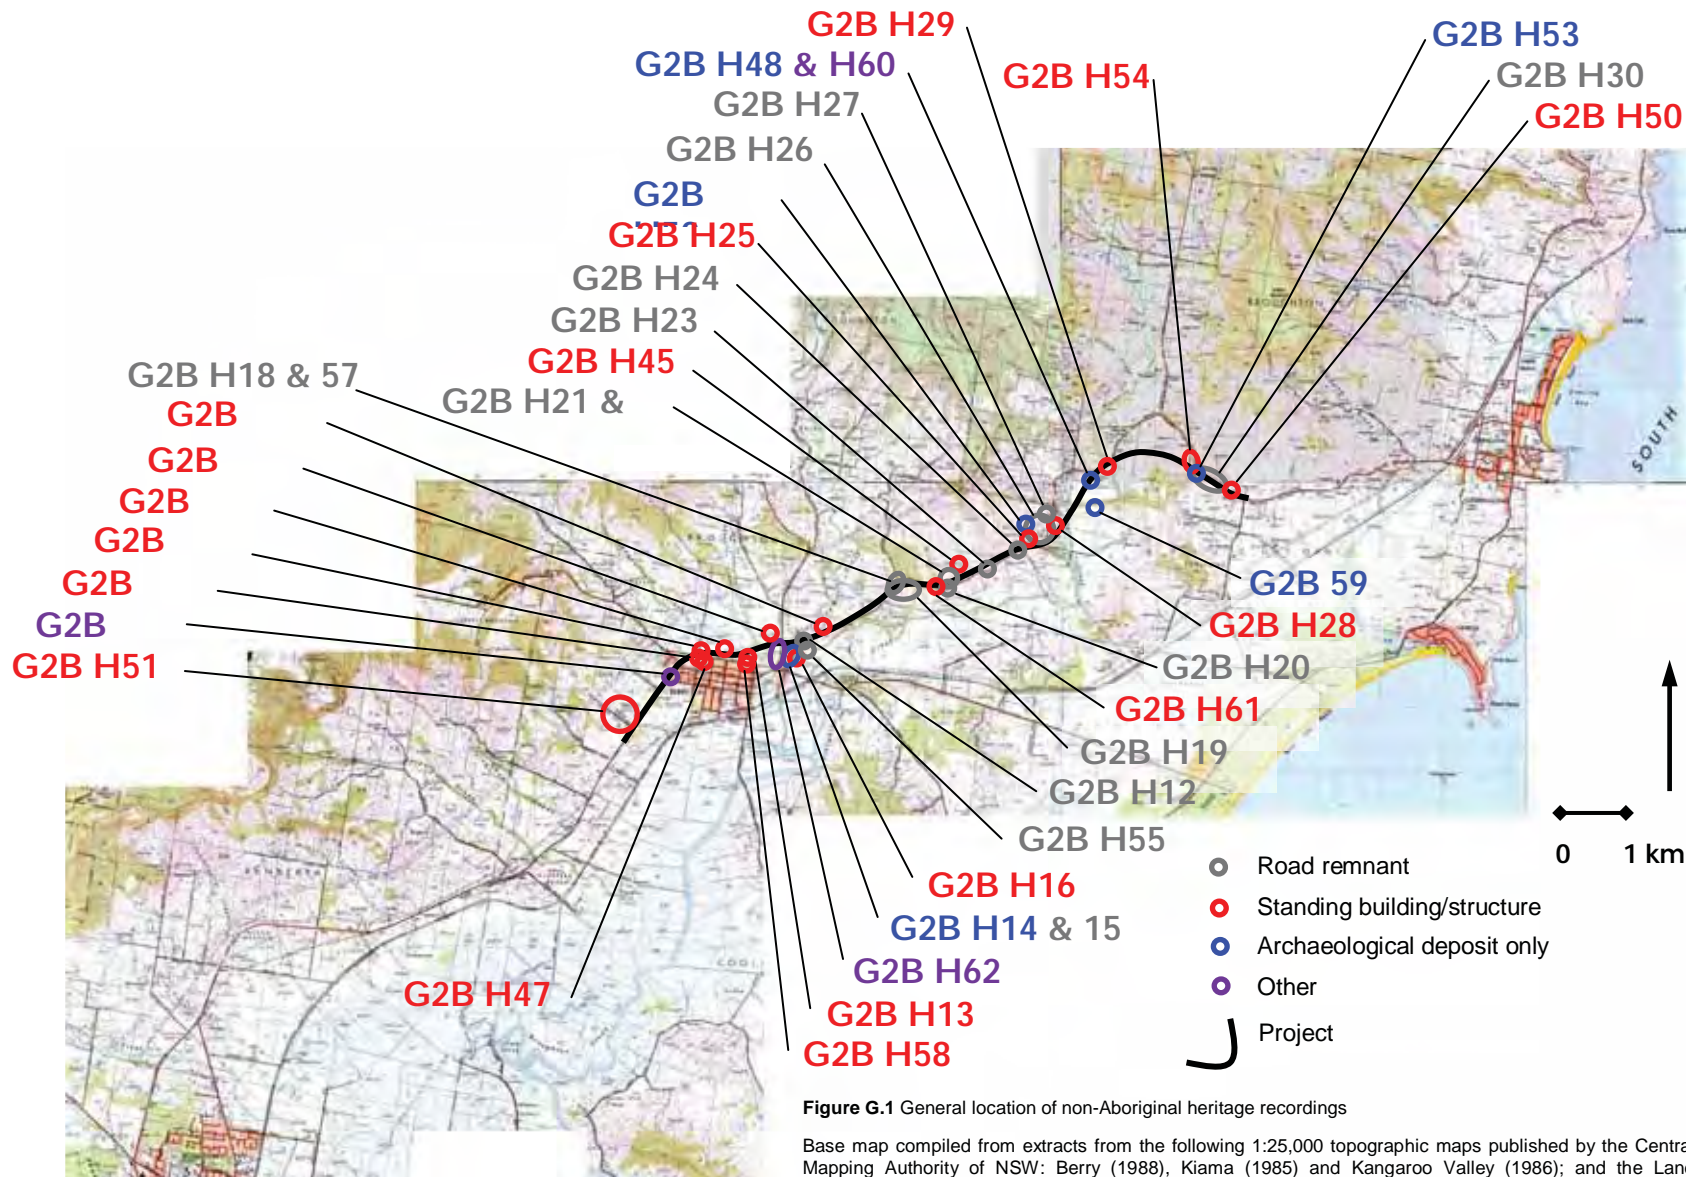 G2B H29
G2B H48 & H60
G2B H27
G2B H26
G2B
G2B H25
G2B H24
G2B H23
G2B H45
G2B H21 &
G2B H54
G2B H53
G2B H30
G2B H50
G2B H18 & 57
G2B
G2B
G2B
G2B
G2B
G2B
G2B H51
G2B 59
G2B H28
G2B H20
G2B H61
G2B H19
G2B H12
G2B H55
G2B H16
G2B H14 & 15
G2B H62
G2B H13
G2B H58
G2B H47
SOUTH
0 1 km
Road remnant
Standing building/structure
Archaeological deposit only
Other
Project
Figure G.1 General location of non-Aboriginal heritage recordings
Base map compiled from extracts from the following 1:25,000 topographic maps published by the Central
Mapping Authority of NSW: Berry (1988), Kiama (1985) and Kangaroo Valley (1986); and the Land